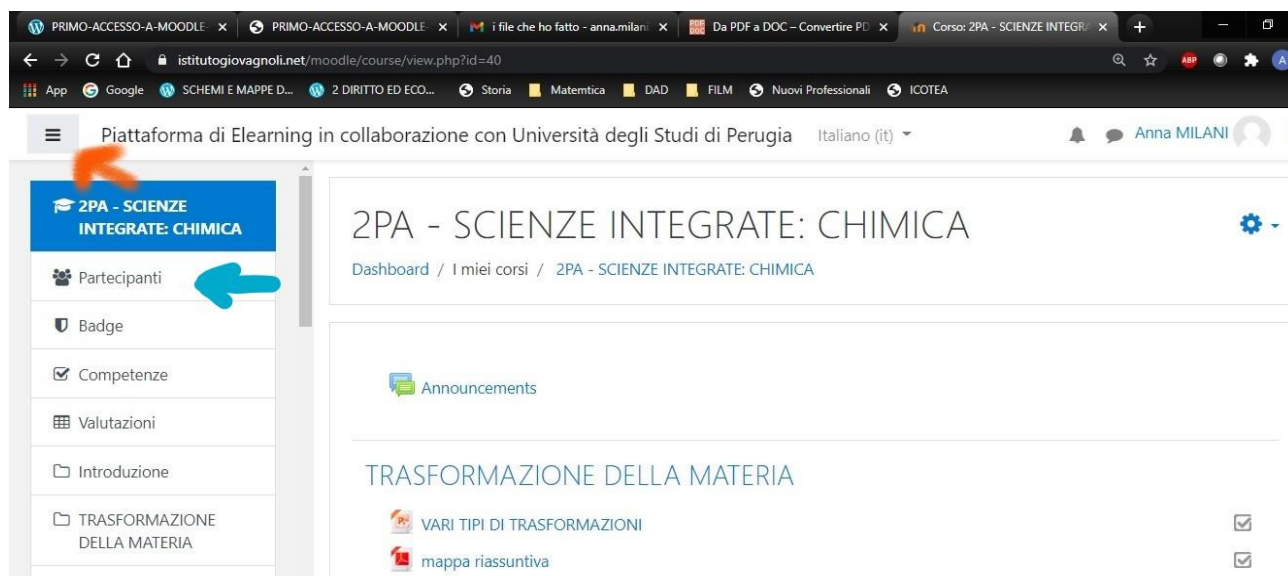 PRIMO-ACCESSO-A-MOODLE- PRIMO-ACCESSO-A-MOODLE- i file che ho fatto - anna.milani Da PDF a DOC – Convertire PD Corso: 2PA - SCIENZE INTEGRA
istitutogiovagnoli.net/moodle/course/view.php?id=40
ABP
A
App Google SCHEMI E MAPPE D... 2 DIRITTO ED ECO... Storia Matemtica DAD FILM Nuovi Professionali ICOTEA
Piattaforma di Elearning in collaborazione con Università degli Studi di Perugia Italiano (it) Anna MILANI
2PA - SCIENZE
INTEGRATE: CHIMICA
Partecipanti
Badge
Competenze
Valutazioni
Introduzione
TRASFORMAZIONE
DELLA MATERIA
2PA - SCIENZE INTEGRATE: CHIMICA
Dashboard / I miei corsi / 2PA - SCIENZE INTEGRATE: CHIMICA
Announcements
TRASFORMAZIONE DELLA MATERIA
VARI TIPI DI TRASFORMAZIONI
mappa riassuntiva